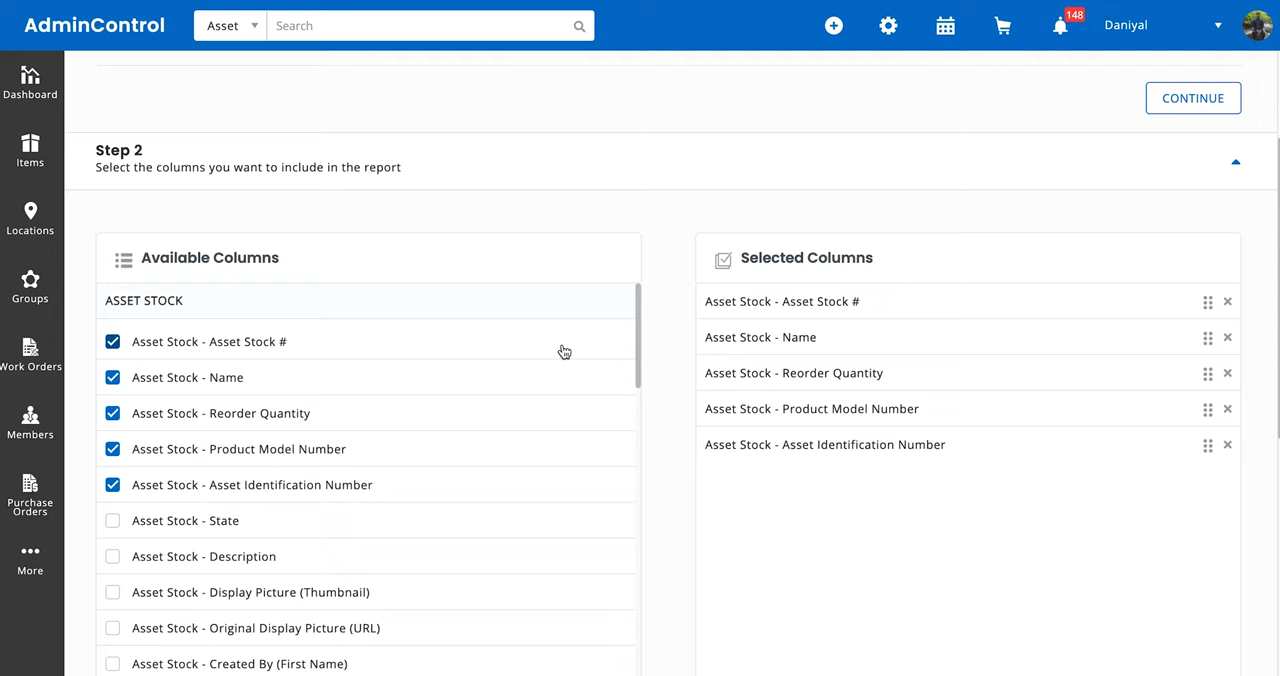 AdminControl
Asset
Search
148
Daniyal
Dashboard
Items
Locations
Groups
Work Orders
Members
Purchase
Orders
More
CONTINUE
Step 2
Select the columns you want to include in the report
Available Columns
ASSET STOCK
Asset Stock - Asset Stock #
Asset Stock - Name
Asset Stock - Reorder Quantity
Asset Stock - Product Model Number
Asset Stock - Asset Identification Number
Asset Stock - State
Asset Stock - Description
Asset Stock - Display Picture (Thumbnail)
Asset Stock - Original Display Picture (URL)
Asset Stock - Created By (First Name)
Selected Columns
Asset Stock - Asset Stock #
Asset Stock - Name
Asset Stock - Reorder Quantity
Asset Stock - Product Model Number
Asset Stock - Asset Identification Number